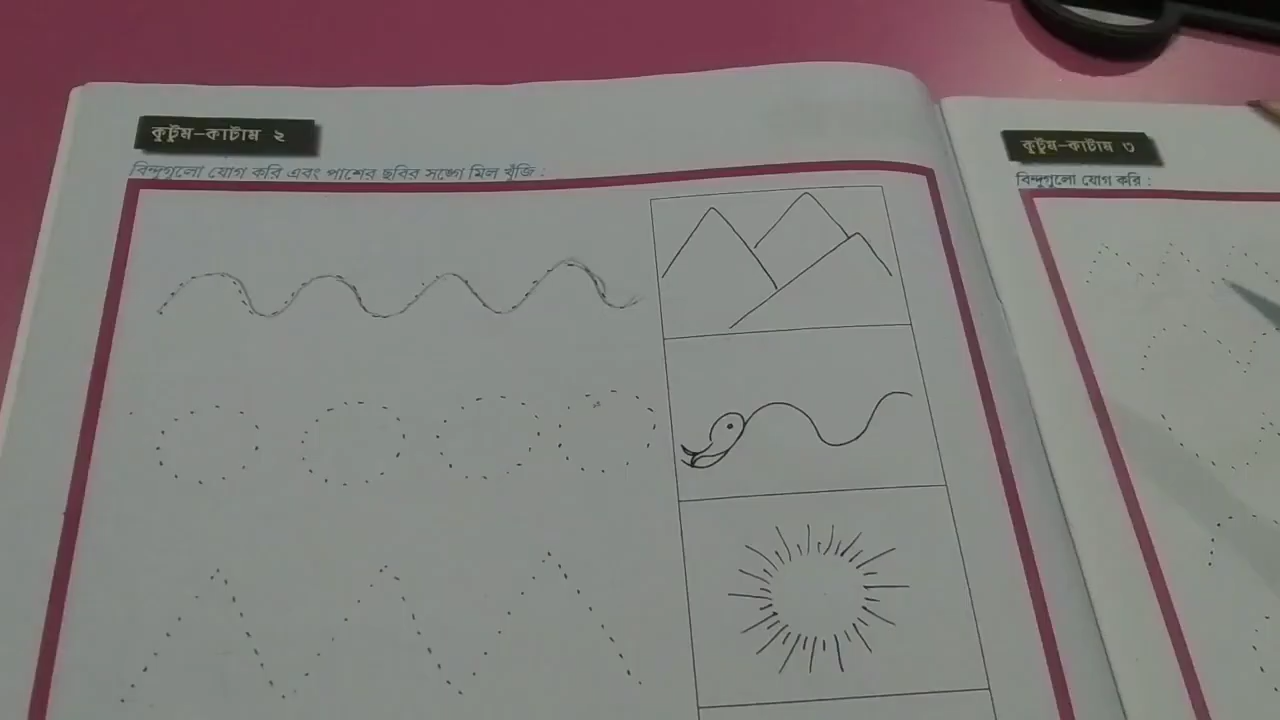 কুটুম-কাটাম ২
বিন্দুগুলো যোগ করি এবং পাশের ছবির সঙ্গে মিল খুঁজি :
কুটুম-কাটাম ৩
বিন্দুগুলো যোগ করি :